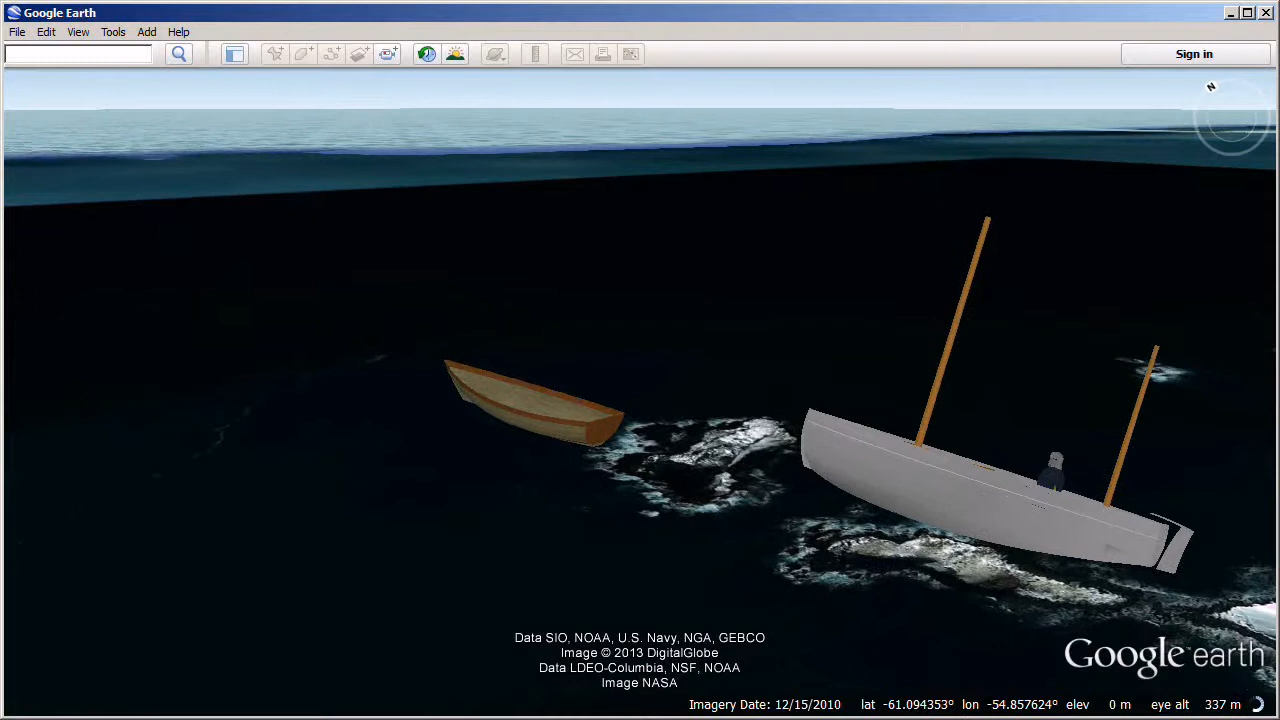 Google Earth
File Edit View Tools Add Help
Sign in
N
Data SIO, NOAA, U.S. Navy, NGA, GEBCO
Image © 2013 DigitalGlobe
Data LDEO-Columbia, NSF, NOAA
Image NASA
Google earth
Imagery Date: 12/15/2010 lat -61.094353° lon -54.857624° elev 0 m eye alt 337 m